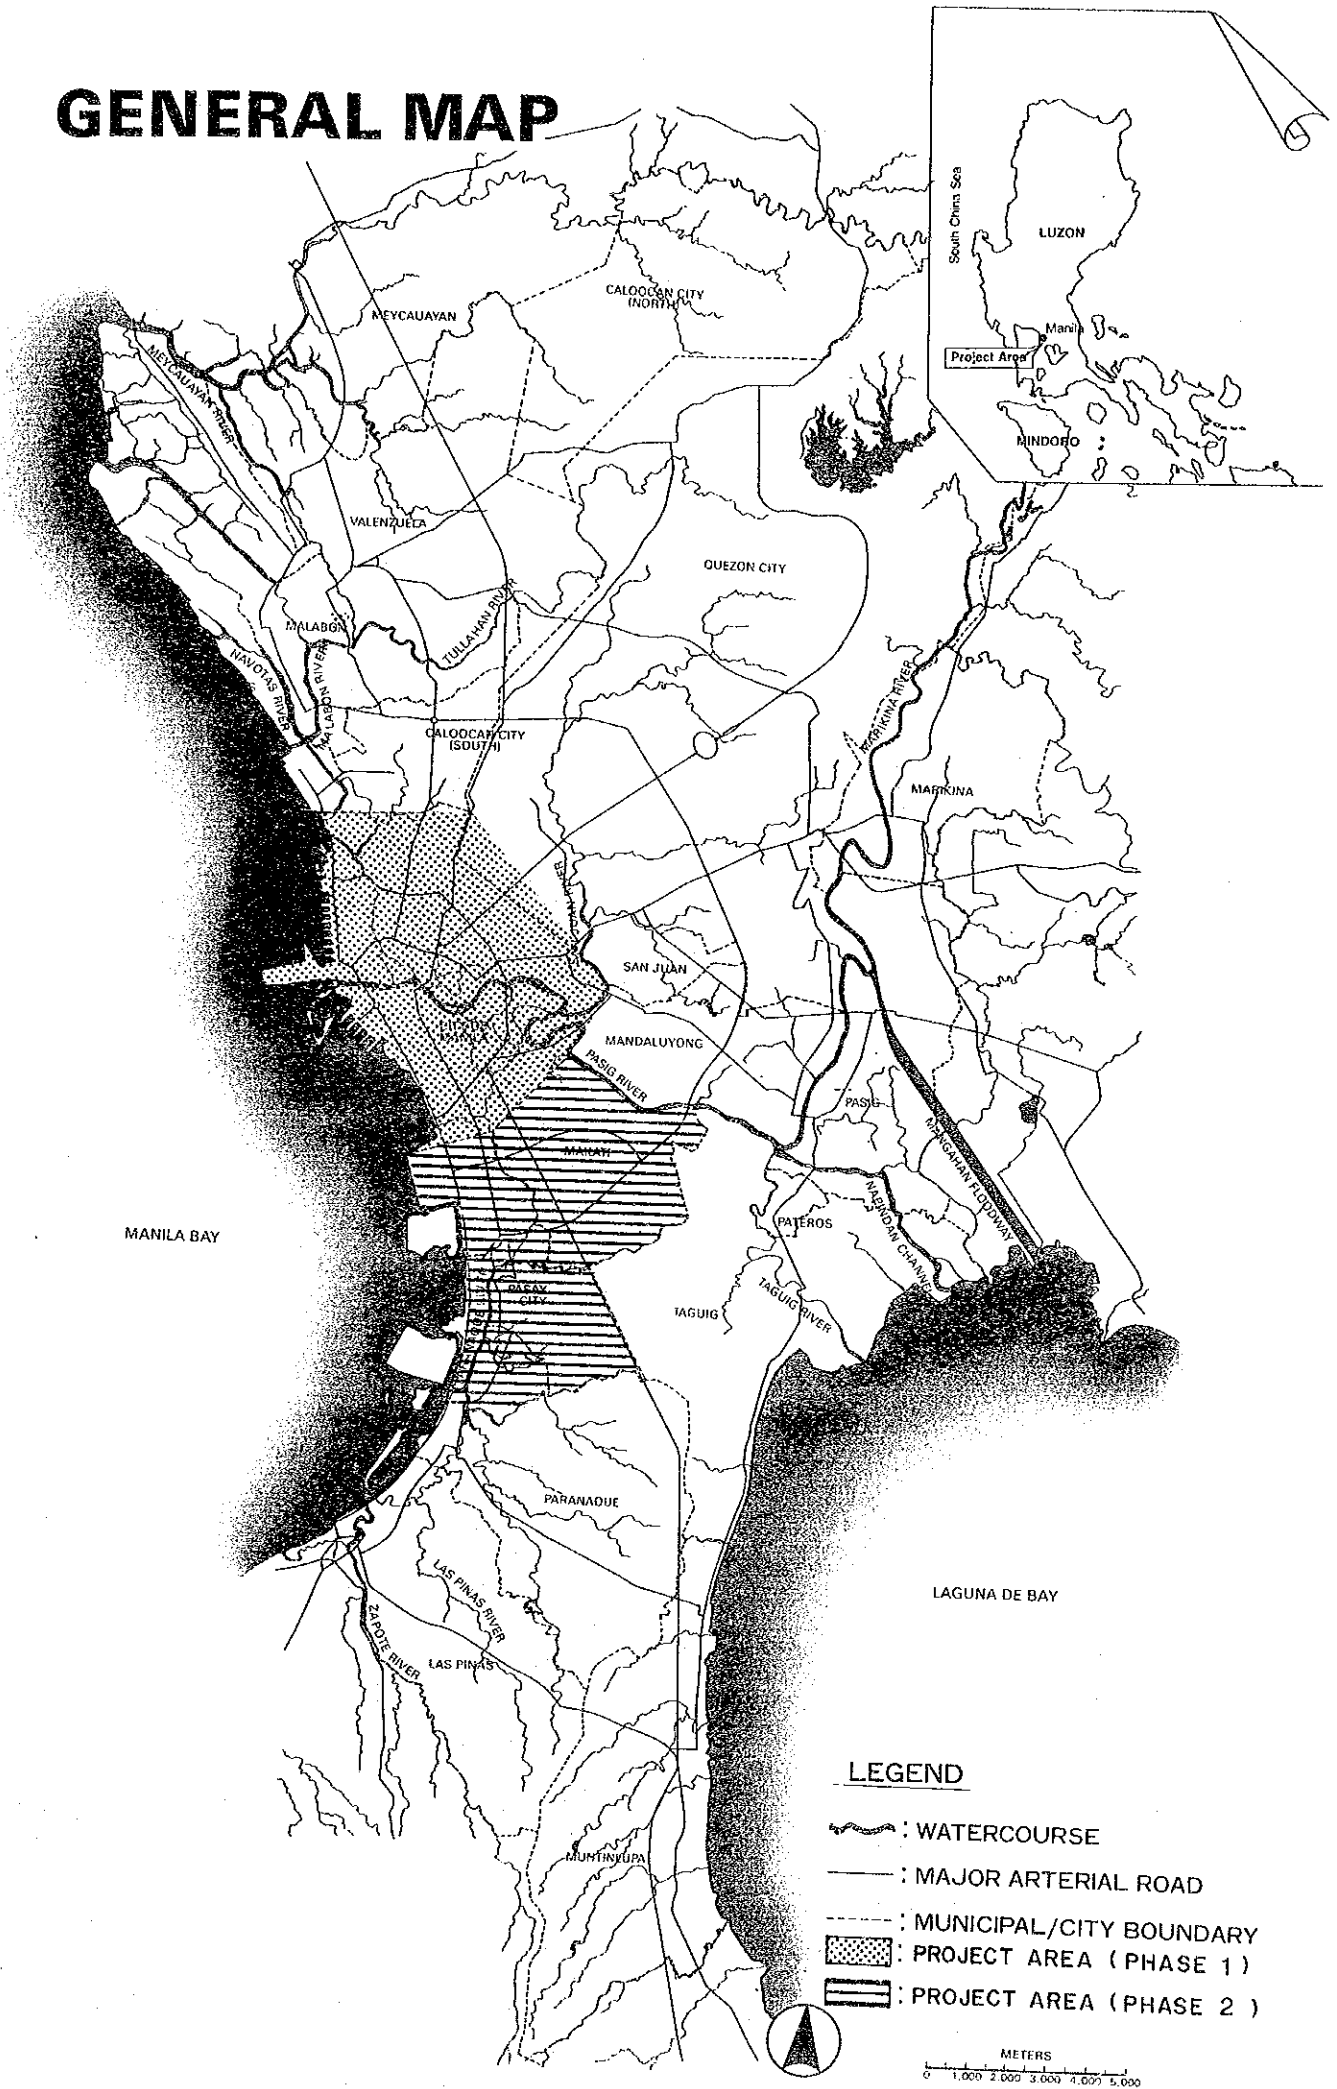 GENERAL MAP
South China Sea
LUZON
Manila
Project Area
MINDORO
CALOOCAN CITY
(NORTH)
MEYCAUAYAN
MEYCAUAYAN RIVER
VALENZUELA
QUEZON CITY
MALABON
TULLAHAN RIVER
NAVOTAS RIVER
MALABON RIVER
MARIKINA RIVER
CALOOCAN CITY
(SOUTH)
MARIKINA
SAN JUAN
MANDALUYONG
PASIG RIVER
PASIG
MANGAHAN FLOODWAY
MAKATI
NAPINDAN CHANNEL
PATEROS
MANILA BAY
PASAY
CITY
TAGUIG
TAGUIG RIVER
PARANAQUE
LAS PINAS RIVER
LAGUNA DE BAY
ZAPOTE RIVER
LAS PINAS
MUNTINLUPA
LEGEND
: WATERCOURSE
: MAJOR ARTERIAL ROAD
: MUNICIPAL/CITY BOUNDARY
: PROJECT AREA ( PHASE 1 )
: PROJECT AREA ( PHASE 2 )
METERS
0 1,000 2,000 3,000 4,000 5,000